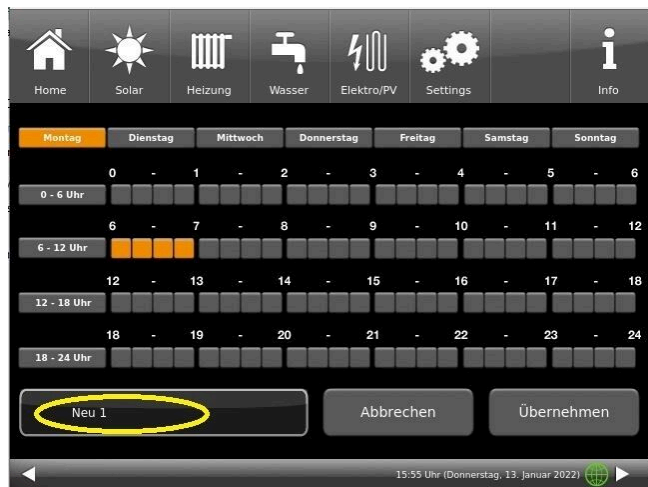 Home Solar Heizung Wasser Elektro/PV Settings Info
Montag Dienstag Mittwoch Donnerstag Freitag Samstag Sonntag
0 - 1 - 2 - 3 - 4 - 5 - 6
0 - 6 Uhr
6 - 7 - 8 - 9 - 10 - 11 - 12
6 - 12 Uhr
12 - 13 - 14 - 15 - 16 - 17 - 18
12 - 18 Uhr
18 - 19 - 20 - 21 - 22 - 23 - 24
18 - 24 Uhr
Neu 1 Abbrechen Übernehmen
15:55 Uhr (Donnerstag, 13. Januar 2022)